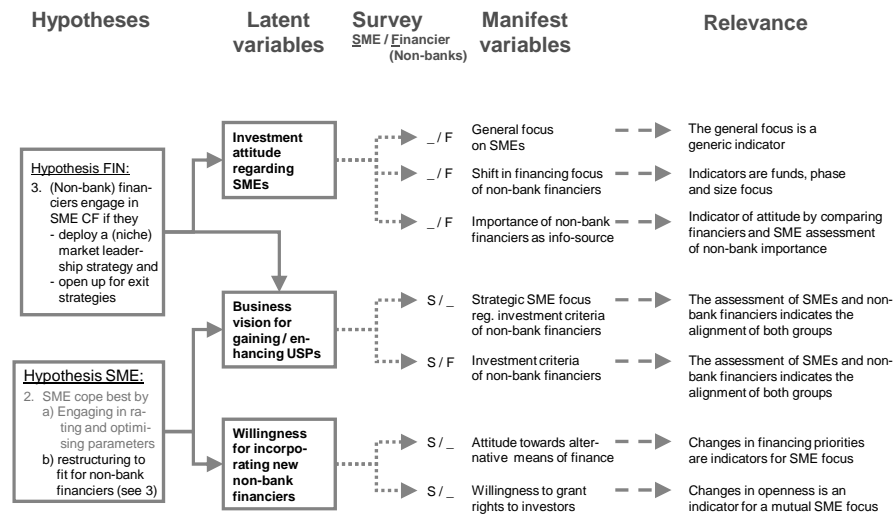 Hypotheses
Latent
variables
Survey
SME / Financier
(Non-banks)
Manifest
variables
Relevance
Hypothesis FIN:
3. (Non-bank) finan-
ciers engage in
SME CF if they
- deploy a (niche)
market leader-
ship strategy and
- open up for exit
strategies
Hypothesis SME:
2. SME cope best by
a) Engaging in ra-
ting and optimi-
sing parameters
b) restructuring to
fit for non-bank
financiers (see 3)
Investment
attitude
regarding
SMEs
Business
vision for
gaining / en-
hancing USPs
Willingness
for incorpo-
rating new
non-bank
financiers
_ / F
General focus
on SMEs
The general focus is a
generic indicator
_ / F
Shift in financing focus
of non-bank financiers
Indicators are funds, phase
and size focus
_ / F
Importance of non-bank
financiers as info-source
Indicator of attitude by comparing
financiers and SME assessment
of non-bank importance
S / _
Strategic SME focus
reg. investment criteria
of non-bank financiers
The assessment of SMEs and non-
bank financiers indicates the
alignment of both groups
S / F
Investment criteria
of non-bank financiers
The assessment of SMEs and non-
bank financiers indicates the
alignment of both groups
S / _
Attitude towards alter-
native means of finance
Changes in financing priorities
are indicators for SME focus
S / _
Willingness to grant
rights to investors
Changes in openness is an
indicator for a mutual SME focus